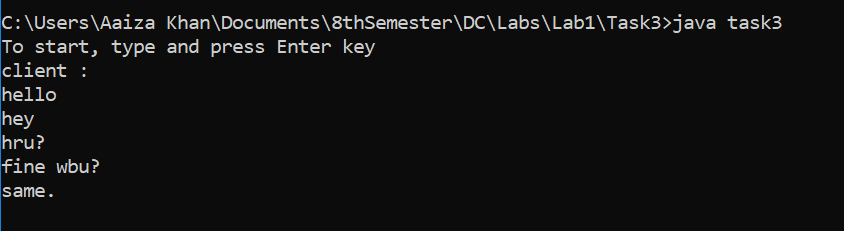 C:\Users\Aaiza Khan\Documents\8thSemester\DC\Labs\Lab1\Task3>java task3
To start, type and press Enter key
client :
hello
hey
hru?
fine wbu?
same.